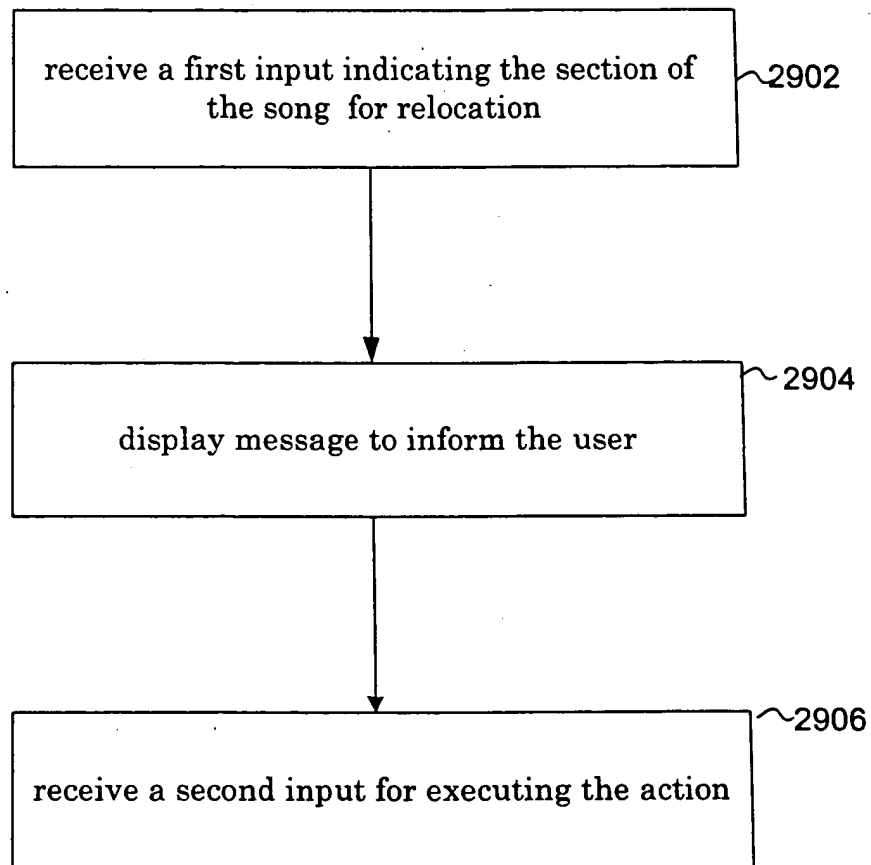 receive a first input indicating the section of
the song for relocation
2902
display message to inform the user
2904
receive a second input for executing the action
2906